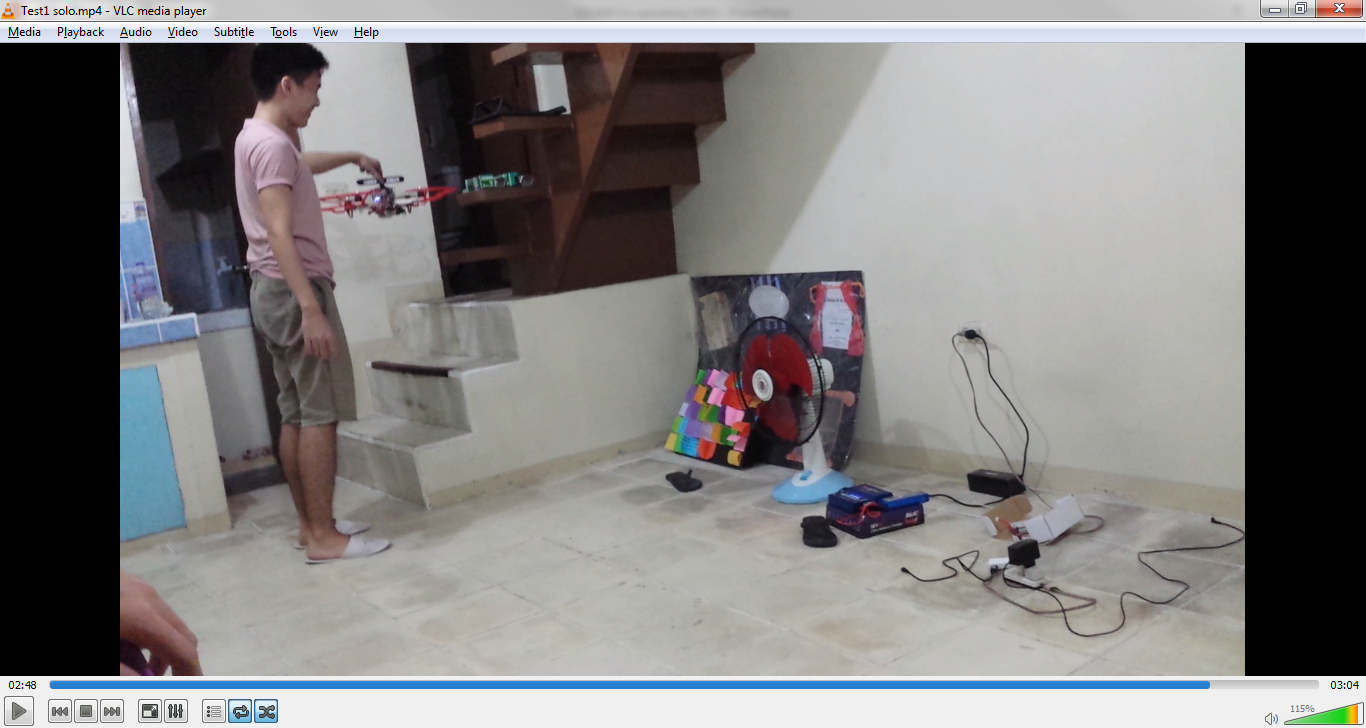 Test1 solo.mp4 - VLC media player
Media Playback Audio Video Subtitle Tools View Help
02:48 03:04
115%